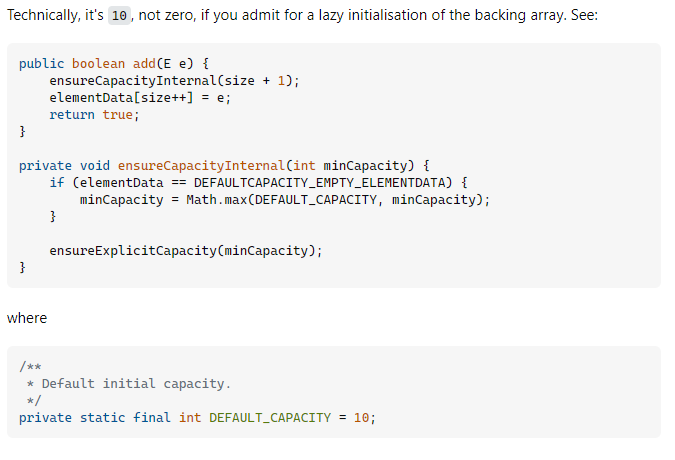 Technically, it's 10, not zero, if you admit for a lazy initialisation of the backing array. See:
public boolean add(E e) {
    ensureCapacityInternal(size + 1);
    elementData[size++] = e;
    return true;
}
private void ensureCapacityInternal(int minCapacity) {
    if (elementData == DEFAULTCAPACITY_EMPTY_ELEMENTDATA) {
        minCapacity = Math.max(DEFAULT_CAPACITY, minCapacity);
    }
    ensureExplicitCapacity(minCapacity);
}
where
/**
 * Default initial capacity.
 */
private static final int DEFAULT_CAPACITY = 10;